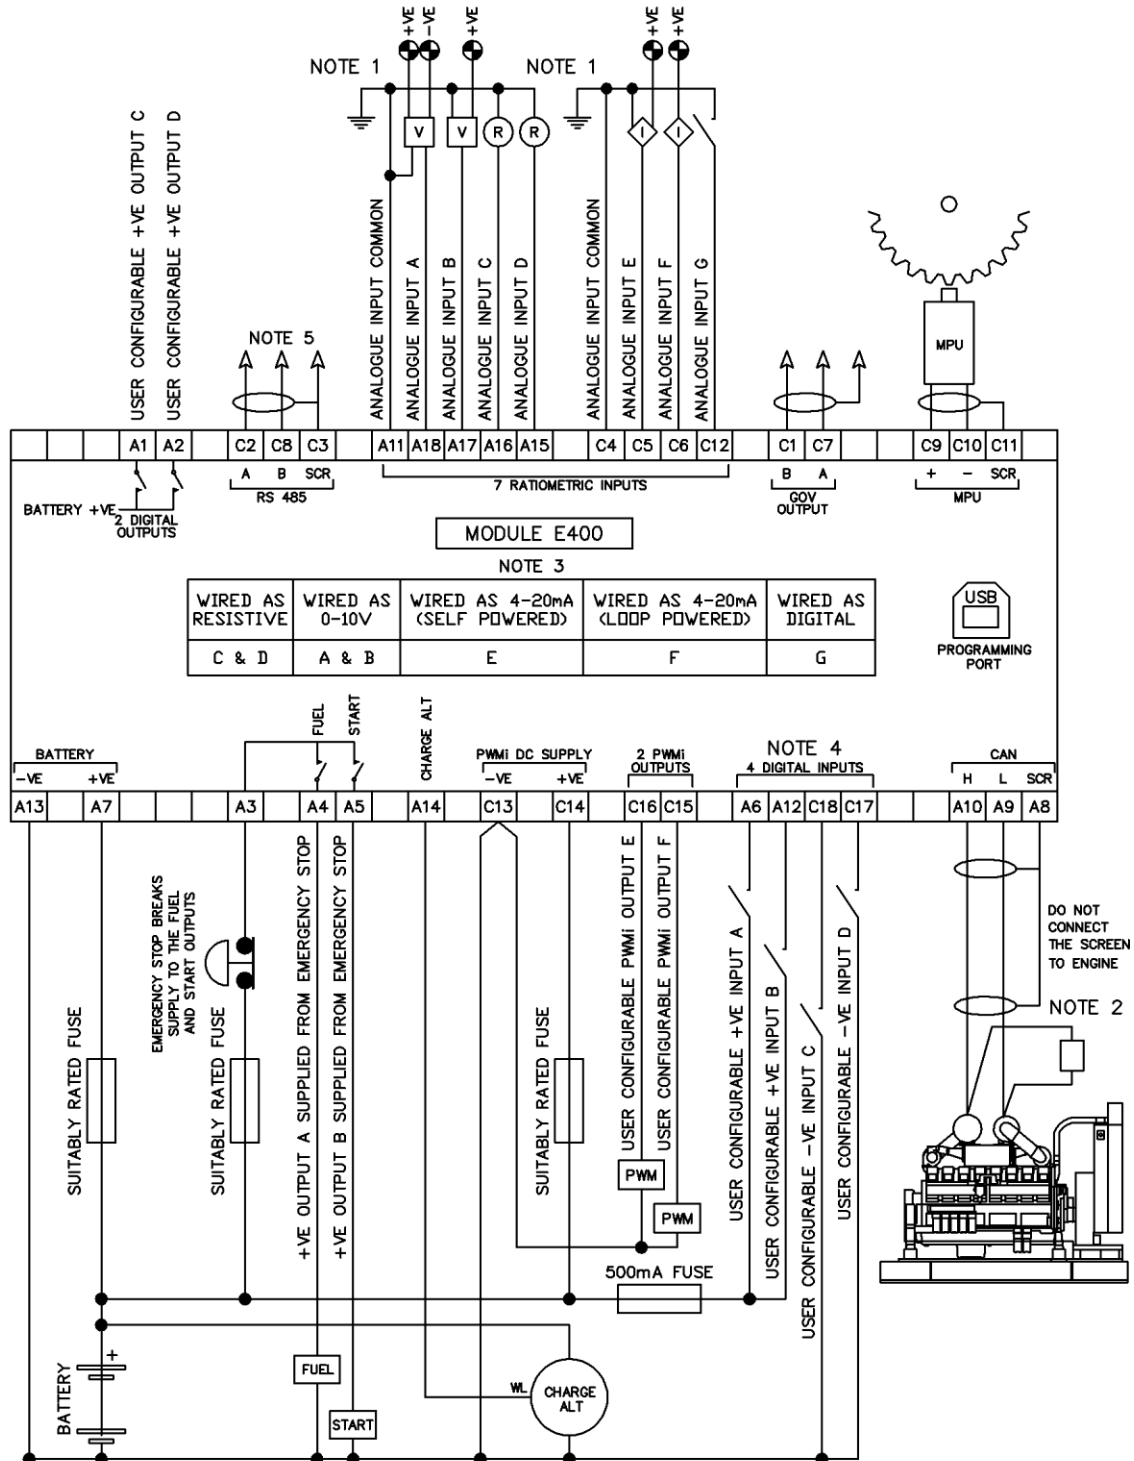 +VE
-VE
+VE
+VE
+VE
NOTE 1
NOTE 1
V
V
R
R
I
I
USER CONFIGURABLE +VE OUTPUT C
USER CONFIGURABLE +VE OUTPUT D
NOTE 5
ANALOGUE INPUT COMMON
ANALOGUE INPUT A
ANALOGUE INPUT B
ANALOGUE INPUT C
ANALOGUE INPUT D
ANALOGUE INPUT COMMON
ANALOGUE INPUT E
ANALOGUE INPUT F
ANALOGUE INPUT G
MPU
A1 A2 C2 C8 C3 A11 A18 A17 A16 A15 C4 C5 C6 C12 C1 C7 C9 C10 C11
A B SCR
RS 485
7 RATIOMETRIC INPUTS
B A
GOV
OUTPUT
+ - SCR
MPU
BATTERY +VE
2 DIGITAL
OUTPUTS
MODULE E400
NOTE 3
WIRED AS
RESISTIVE
WIRED AS
0-10V
WIRED AS 4-20mA
(SELF POWERED)
WIRED AS 4-20mA
(LOOP POWERED)
WIRED AS
DIGITAL
C & D
A & B
E
F
G
USB
PROGRAMMING
PORT
FUEL
START
CHARGE ALT
BATTERY
-VE +VE
PWMi DC SUPPLY
-VE +VE
2 PWMi
OUTPUTS
NOTE 4
4 DIGITAL INPUTS
CAN
H L SCR
A13 A7 A3 A4 A5 A14 C13 C14 C16 C15 A6 A12 C18 C17 A10 A9 A8
SUITABLY RATED FUSE
EMERGENCY STOP BREAKS
SUPPLY TO THE FUEL
AND START OUTPUTS
SUITABLY RATED FUSE
+VE OUTPUT A SUPPLIED FROM EMERGENCY STOP
+VE OUTPUT B SUPPLIED FROM EMERGENCY STOP
SUITABLY RATED FUSE
USER CONFIGURABLE PWMi OUTPUT E
USER CONFIGURABLE PWMi OUTPUT F
USER CONFIGURABLE +VE INPUT A
USER CONFIGURABLE +VE INPUT B
USER CONFIGURABLE -VE INPUT C
USER CONFIGURABLE -VE INPUT D
DO NOT
CONNECT
THE SCREEN
TO ENGINE
NOTE 2
PWM
PWM
500mA FUSE
BATTERY
+
FUEL
START
WL
CHARGE
ALT